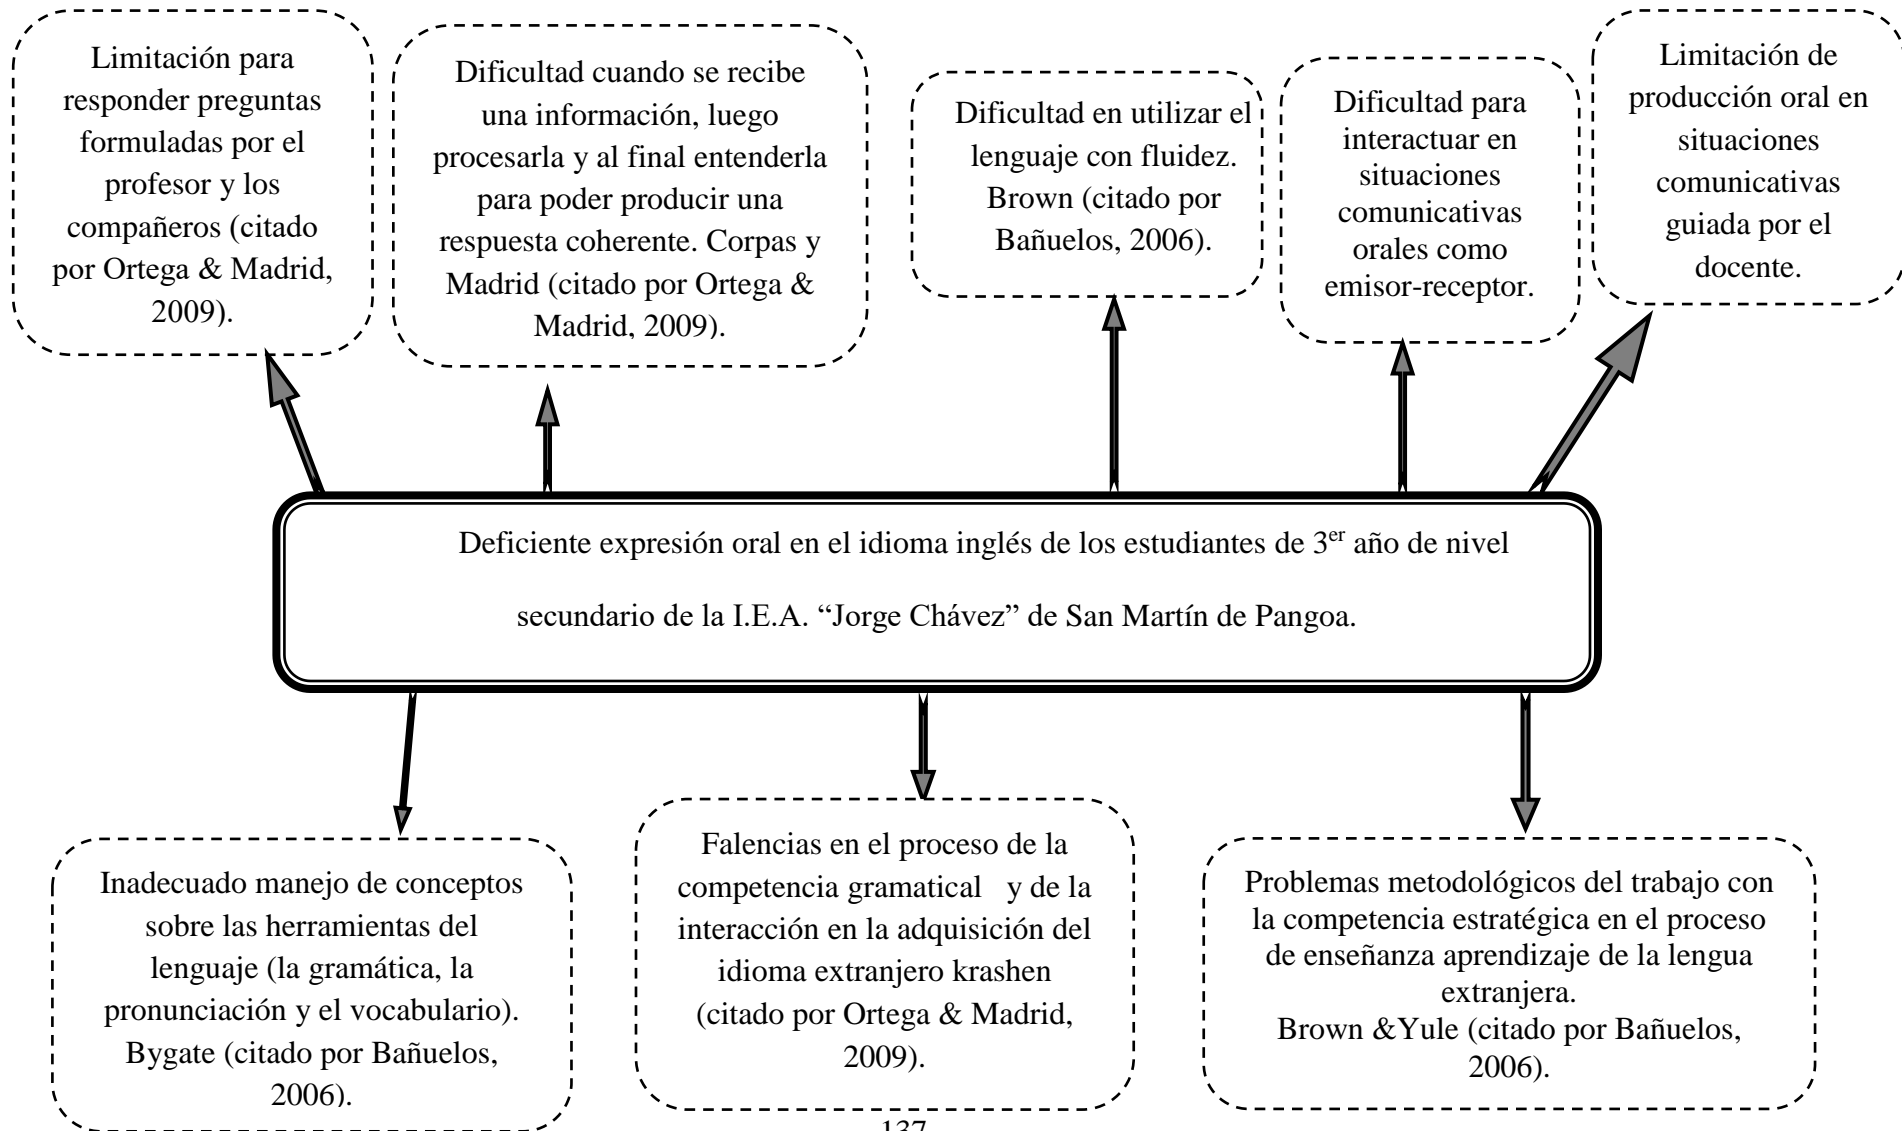 Limitación para
responder preguntas
formuladas por el
profesor y los
compañeros (citado
por Ortega & Madrid,
2009).
Dificultad cuando se recibe
una información, luego
procesarla y al final entenderla
para poder producir una
respuesta coherente. Corpas y
Madrid (citado por Ortega &
Madrid, 2009).
Dificultad en utilizar el
lenguaje con fluidez.
Brown (citado por
Bañuelos, 2006).
Dificultad para
interactuar en
situaciones
comunicativas
orales como
emisor-receptor.
Limitación de
producción oral en
situaciones
comunicativas
guiada por el
docente.
Deficiente expresión oral en el idioma inglés de los estudiantes de 3er año de nivel
secundario de la I.E.A. “Jorge Chávez” de San Martín de Pangoa.
Inadecuado manejo de conceptos
sobre las herramientas del
lenguaje (la gramática, la
pronunciación y el vocabulario).
Bygate (citado por Bañuelos,
2006).
Falencias en el proceso de la
competencia gramatical y de la
interacción en la adquisición del
idioma extranjero krashen
(citado por Ortega & Madrid,
2009).
Problemas metodológicos del trabajo con
la competencia estratégica en el proceso
de enseñanza aprendizaje de la lengua
extranjera.
Brown &Yule (citado por Bañuelos,
2006).
137